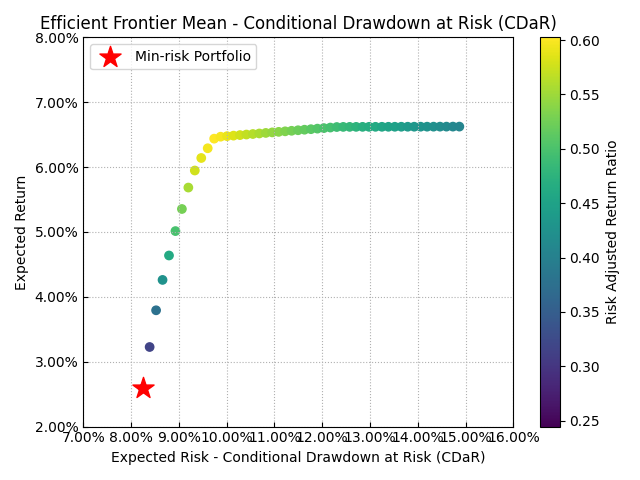 Efficient Frontier Mean - Conditional Drawdown at Risk (CDaR)
Min-risk Portfolio
8.00%
7.00%
6.00%
5.00%
4.00%
3.00%
2.00%
Expected Return
7.00% 8.00% 9.00% 10.00% 11.00% 12.00% 13.00% 14.00% 15.00% 16.00%
Expected Risk - Conditional Drawdown at Risk (CDaR)
0.60
0.55
0.50
0.45
0.40
0.35
0.30
0.25
Risk Adjusted Return Ratio